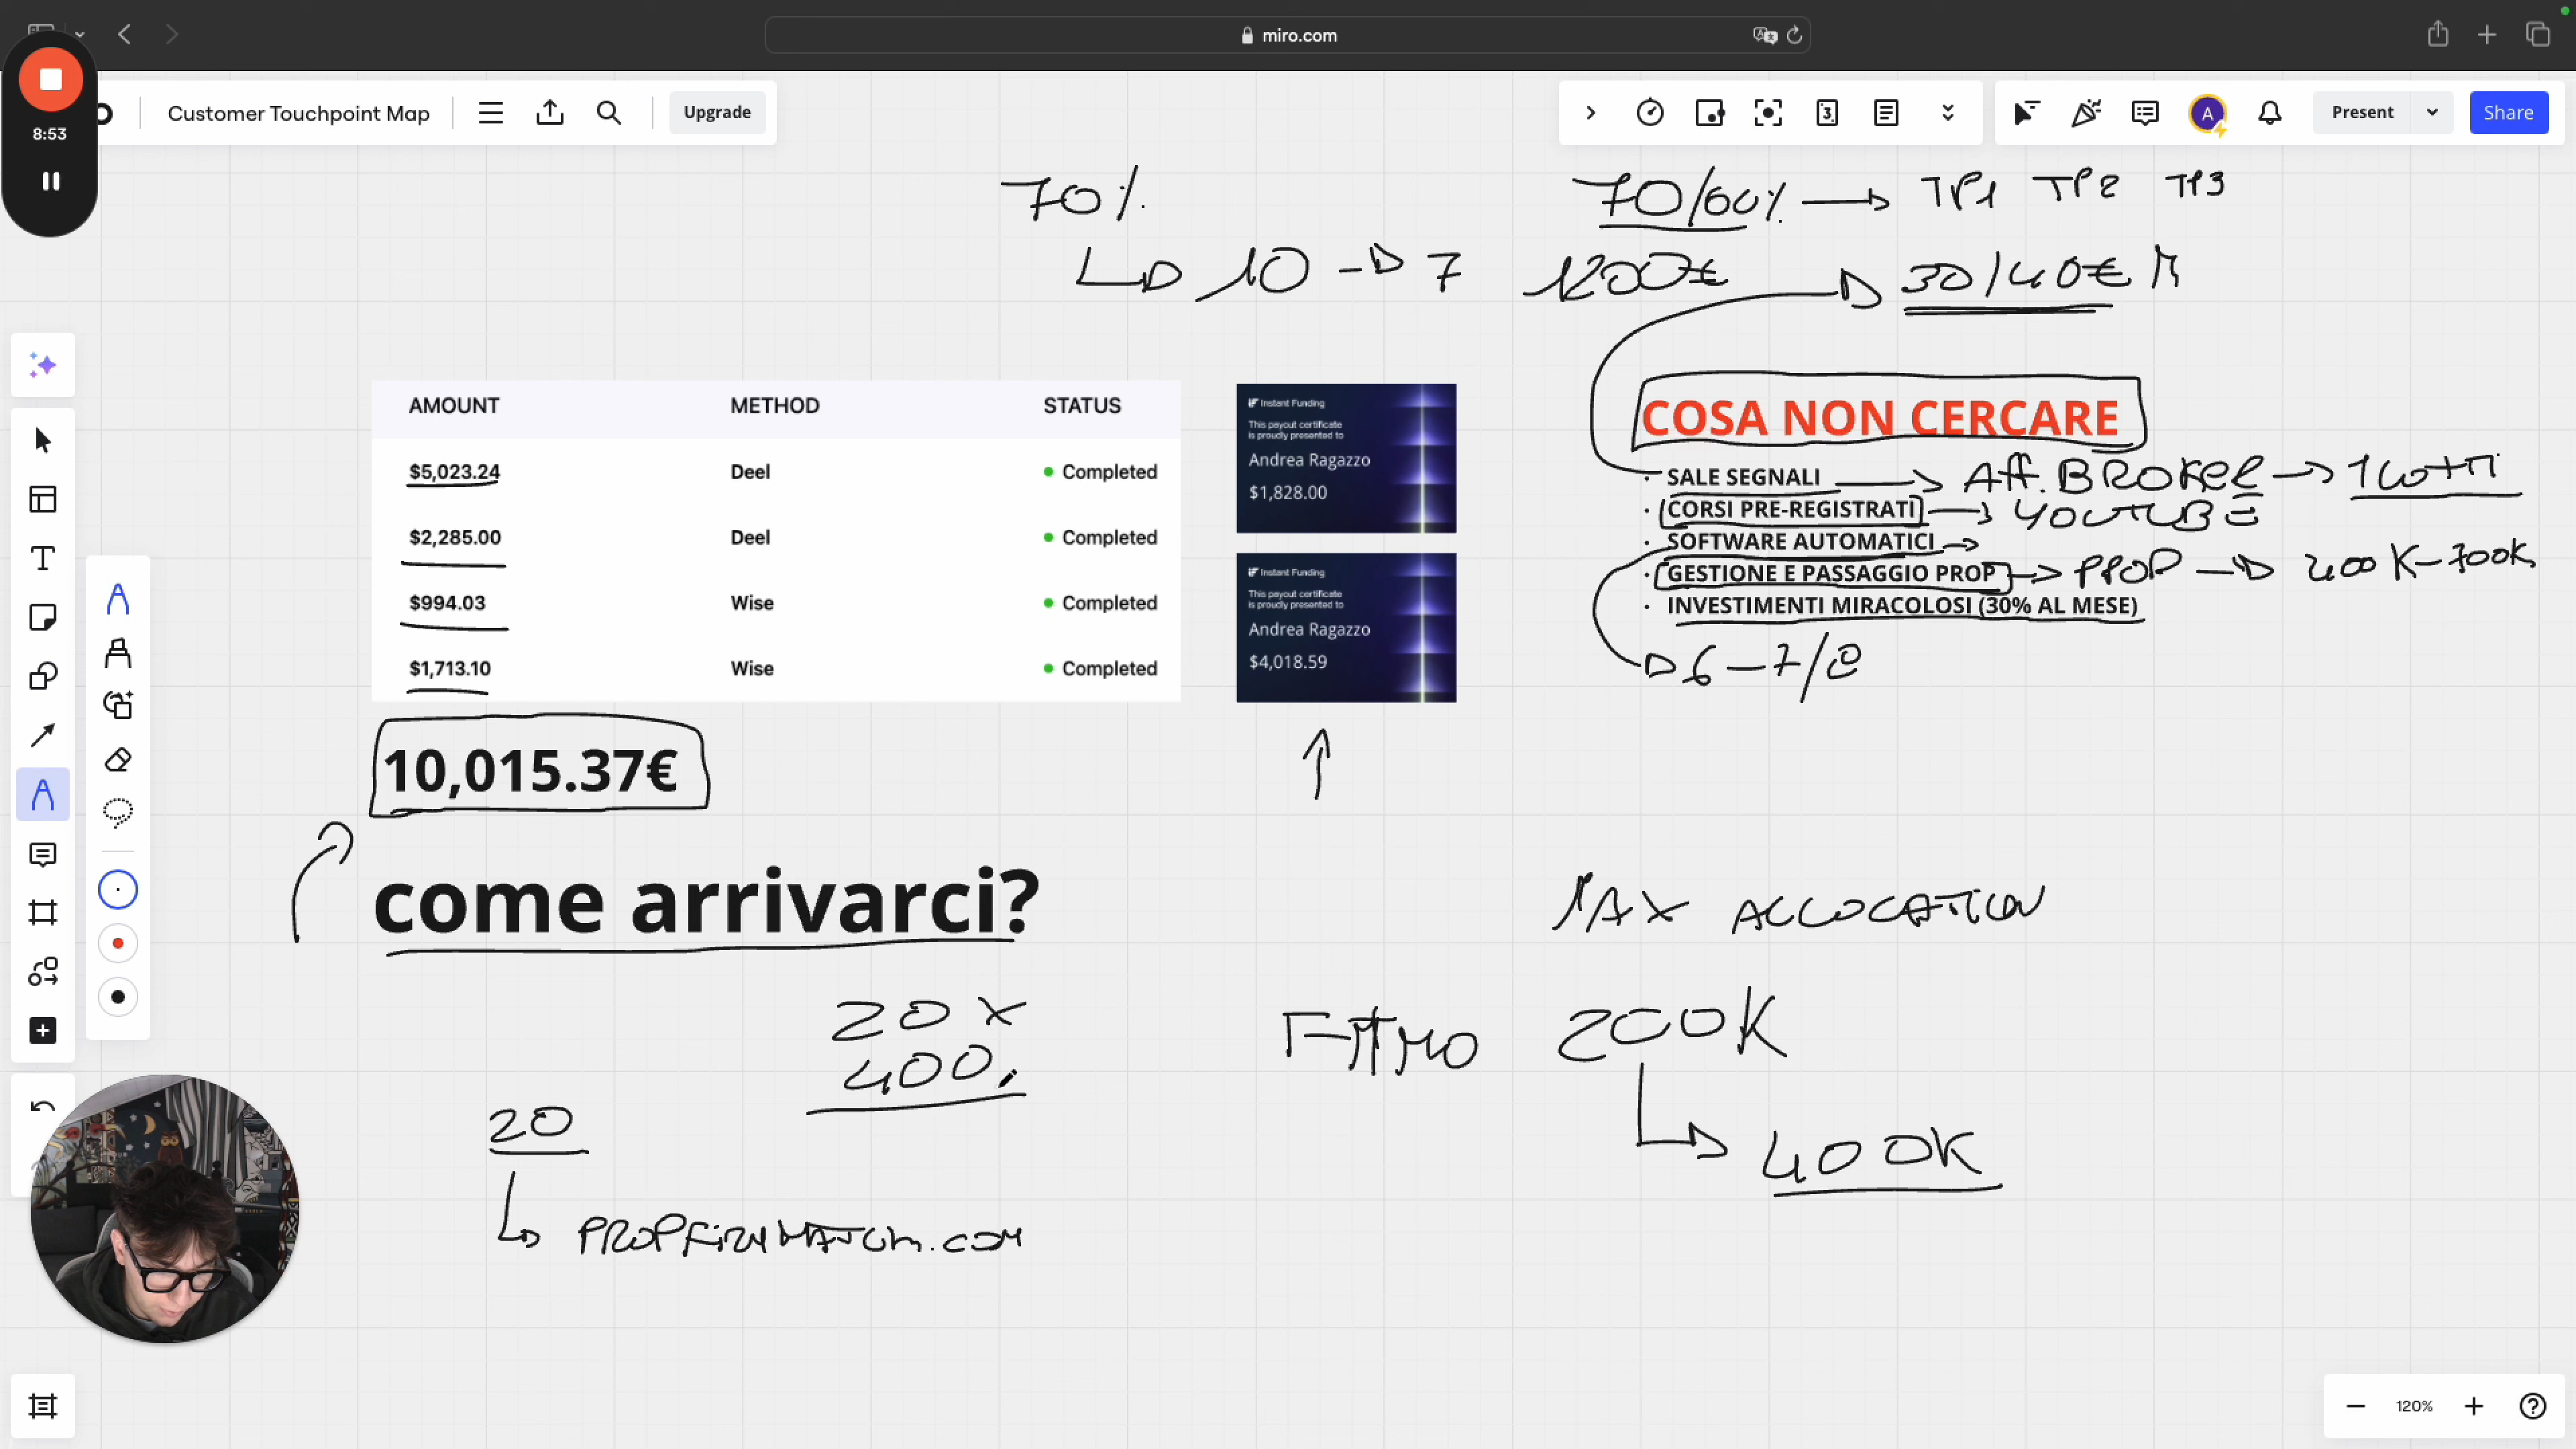 miro.com
8:53
Customer Touchpoint Map
Upgrade
Present
Share
70%
10 → 7
70/60% → TP1 TP2 TP3
1200€
30/40€ M
AMOUNT METHOD STATUS
$5,023.24 Deel Completed
$2,285.00 Deel Completed
$994.03 Wise Completed
$1,713.10 Wise Completed
Instant Funding
This payout certificate
is proudly presented to
Andrea Ragazzo
$1,828.00
Instant Funding
This payout certificate
is proudly presented to
Andrea Ragazzo
$4,018.59
COSA NON CERCARE
· SALE SEGNALI → Aff. BROKER →
· CORSI PRE-REGISTRATI → YOUTUBE
· SOFTWARE AUTOMATICI →
· GESTIONE E PASSAGGIO PROP → PROP → 400K-700K
· INVESTIMENTI MIRACOLOSI (30% AL MESE)
6-7/8
10,015.37€
come arrivarci?
20 x
400
20
PROPFIRMMATCH.COM
MAX ALLOCATION
FTMO 200K
400K
A
120%